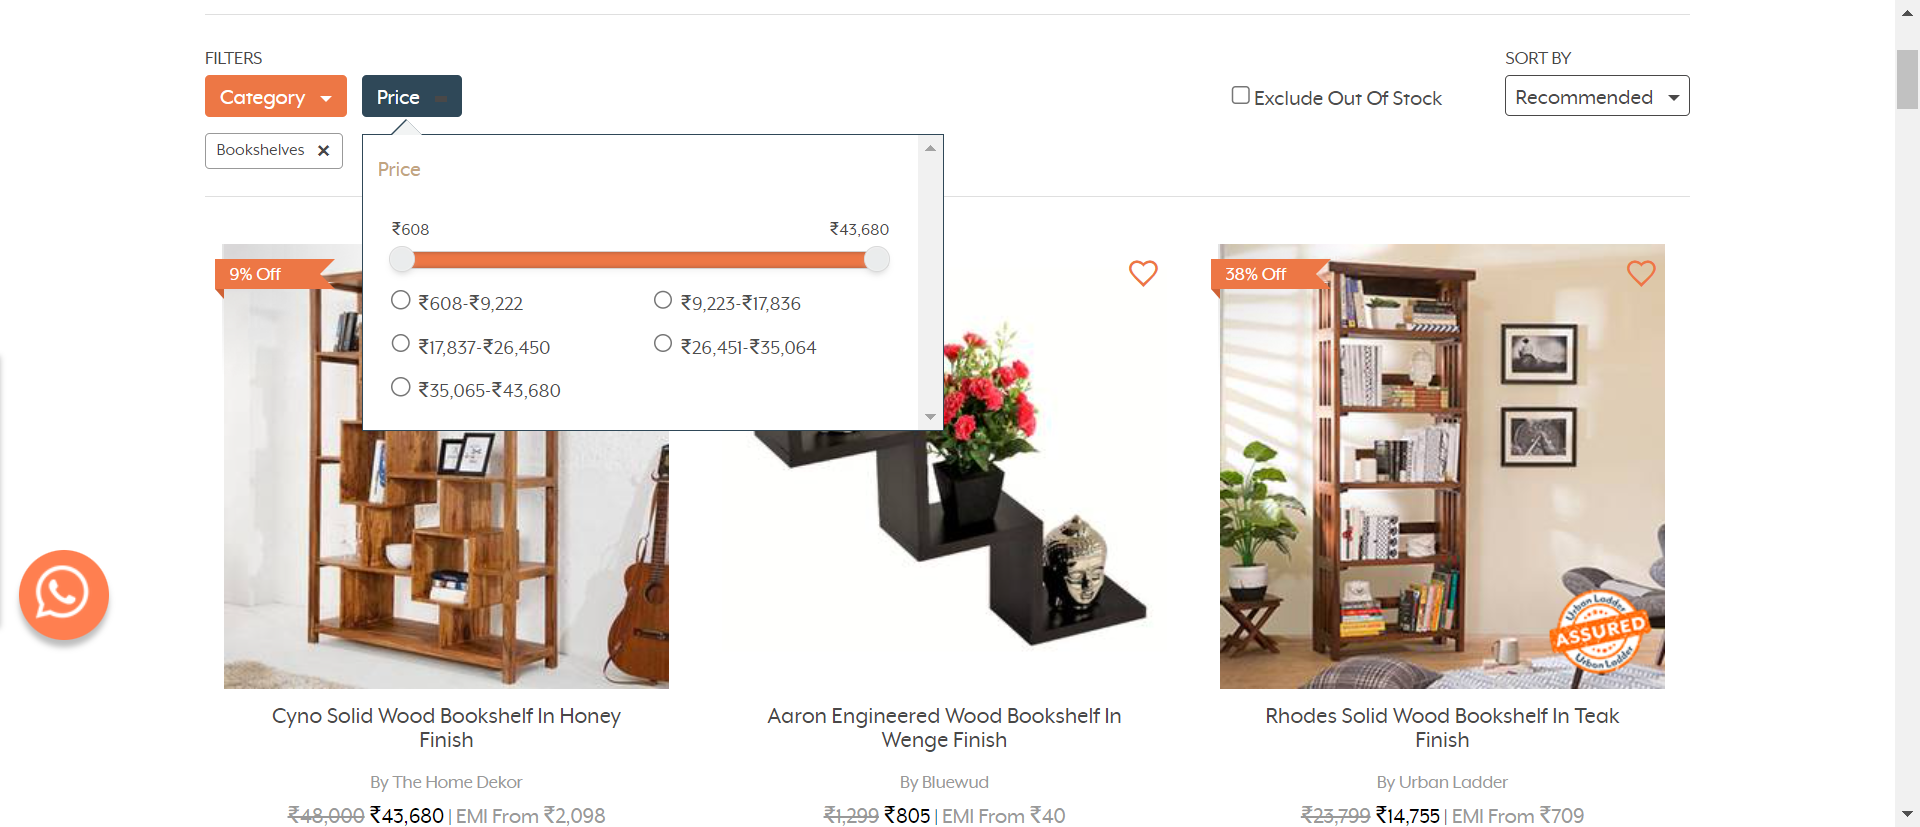 FILTERS
SORT BY
Category
Price
Exclude Out Of Stock
Recommended
Bookshelves ✕
Price
₹608
₹43,680
₹608-₹9,222
₹9,223-₹17,836
₹17,837-₹26,450
₹26,451-₹35,064
₹35,065-₹43,680
9% Off
38% Off
Urban Ladder
ASSURED
Urban Ladder
Cyno Solid Wood Bookshelf In Honey
Finish
By The Home Dekor
₹48,000 ₹43,680 | EMI From ₹2,098
Aaron Engineered Wood Bookshelf In
Wenge Finish
By Bluewud
₹1,299 ₹805 | EMI From ₹40
Rhodes Solid Wood Bookshelf In Teak
Finish
By Urban Ladder
₹23,799 ₹14,755 | EMI From ₹709